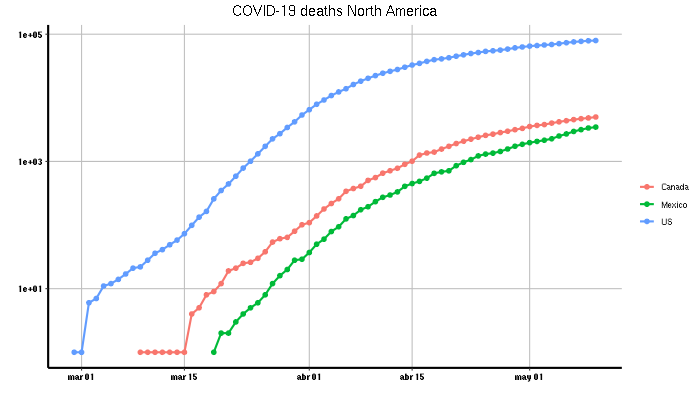 COVID-19 deaths North America
1e+05
1e+03
1e+01
mar 01
mar 15
abr 01
abr 15
may 01
Canada
Mexico
US